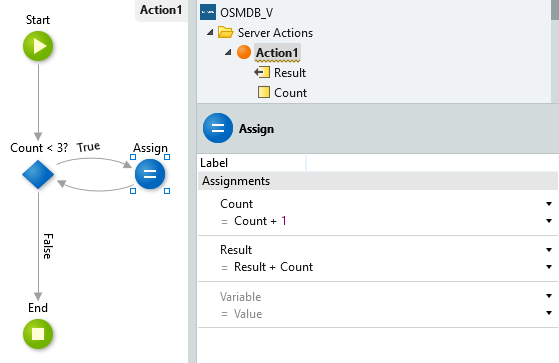 Action1
Start
Count < 3?
True
Assign
False
End
OSMDB_V
Server Actions
Action1
Result
Count
Assign
Label
Assignments
Count
= Count + 1
Result
= Result + Count
Variable
= Value